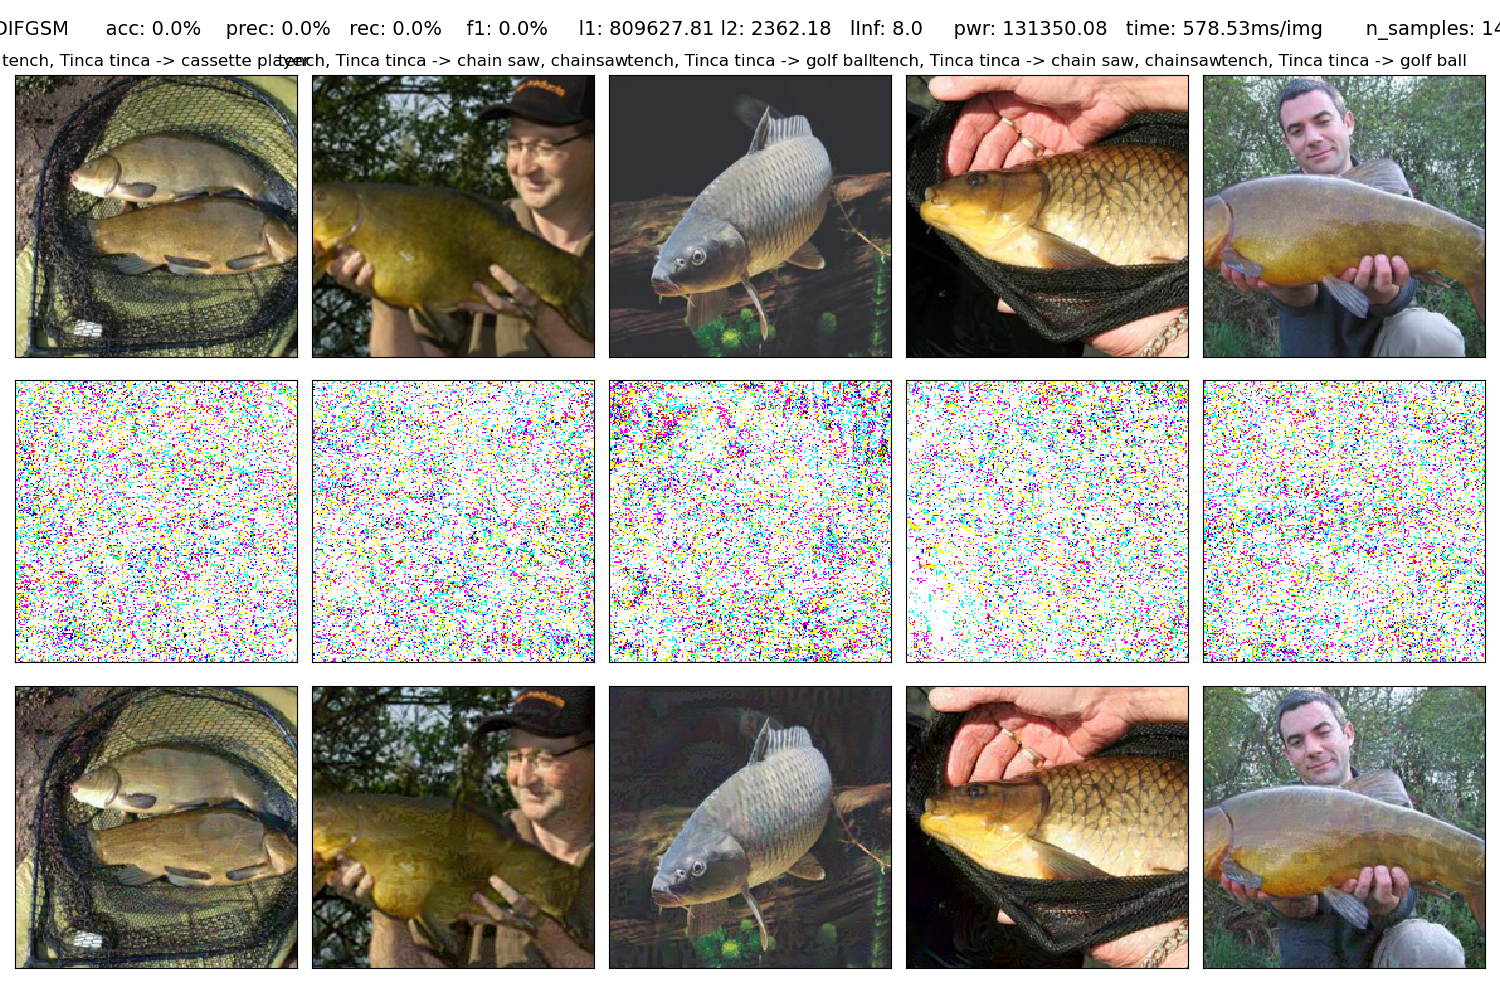 DIFGSM acc: 0.0% prec: 0.0% rec: 0.0% f1: 0.0% l1: 809627.81 l2: 2362.18 lInf: 8.0 pwr: 131350.08 time: 578.53ms/img n_samples: 14
tench, Tinca tinca -> cassette player tench, Tinca tinca -> chain saw, chainsaw tench, Tinca tinca -> golf ball tench, Tinca tinca -> chain saw, chainsaw tench, Tinca tinca -> golf ball